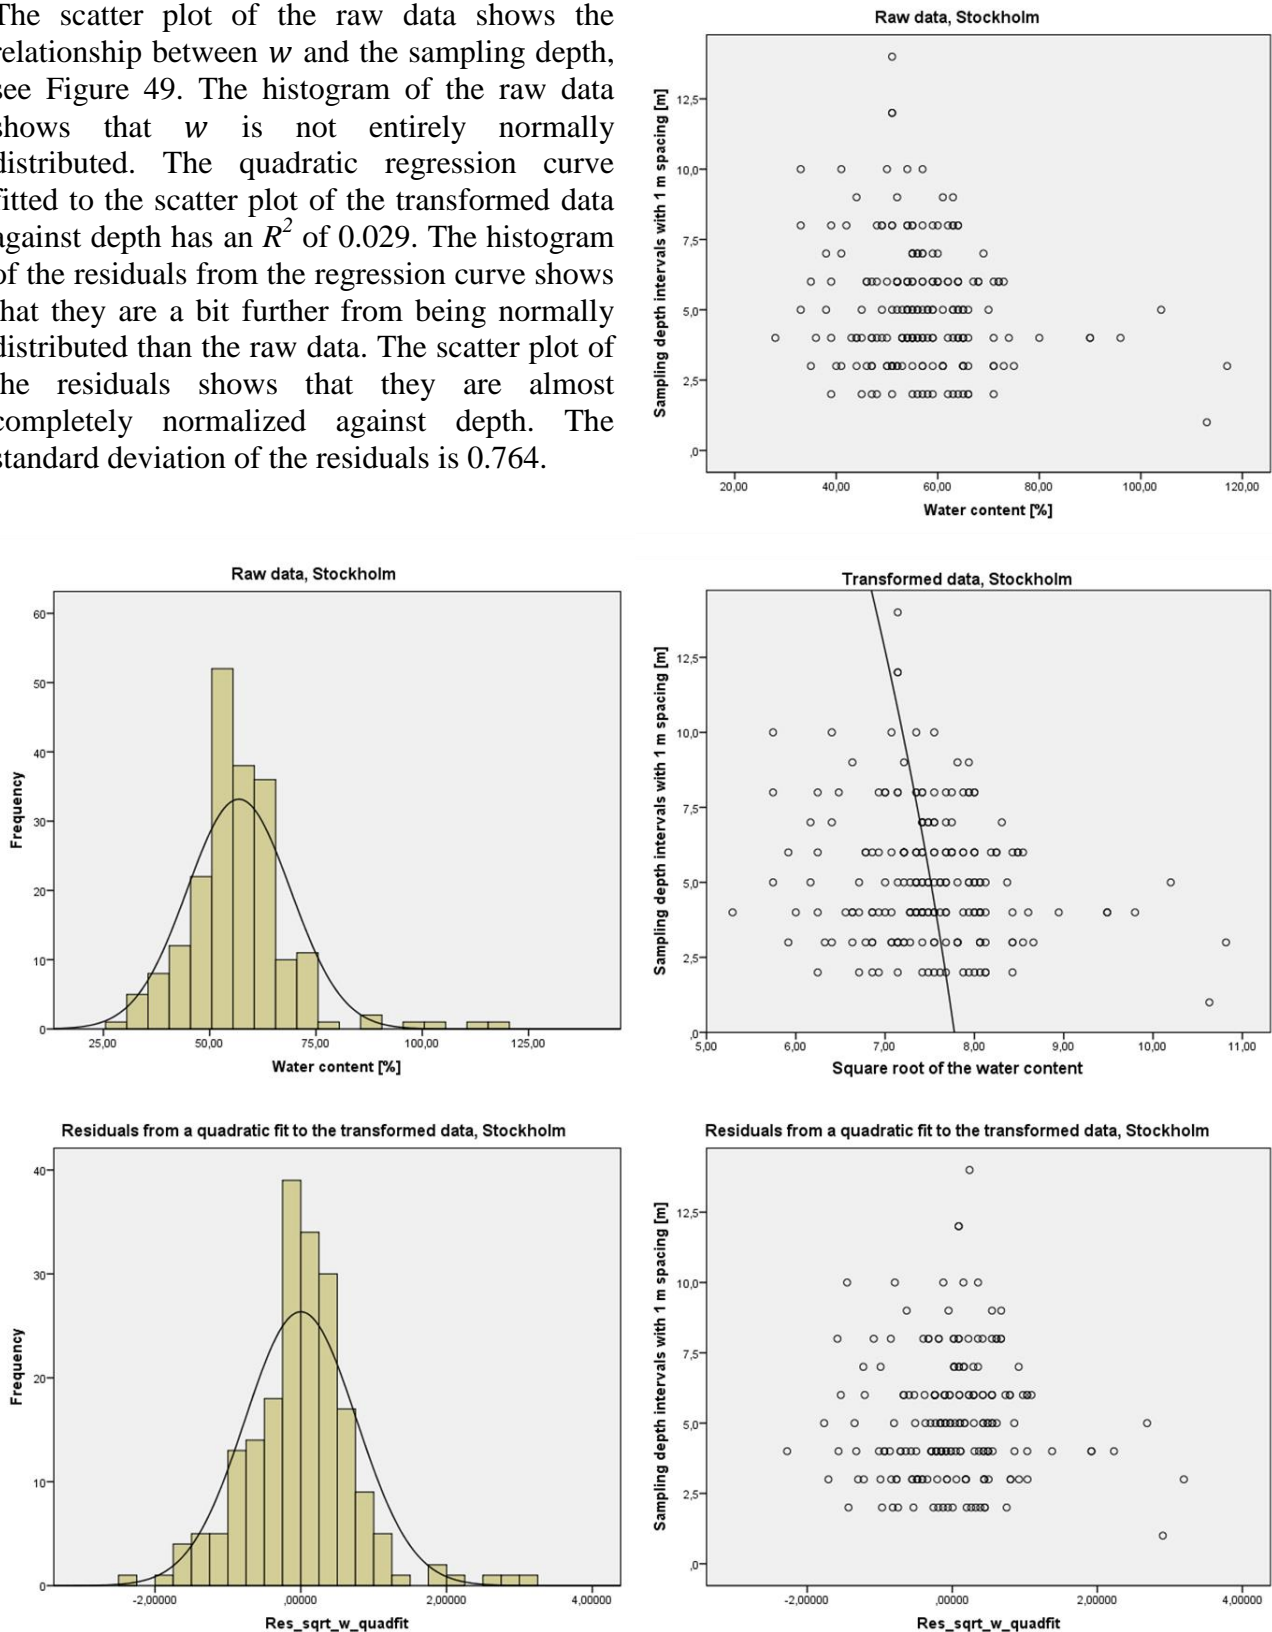 The scatter plot of the raw data shows the
relationship between w and the sampling depth,
see Figure 49. The histogram of the raw data
shows that w is not entirely normally
distributed. The quadratic regression curve
fitted to the scatter plot of the transformed data
against depth has an R² of 0.029. The histogram
of the residuals from the regression curve shows
that they are a bit further from being normally
distributed than the raw data. The scatter plot of
the residuals shows that they are almost
completely normalized against depth. The
standard deviation of the residuals is 0.764.
Raw data, Stockholm
Sampling depth intervals with 1 m spacing [m]
12,5
10,0
7,5
5,0
2,5
,0
20,00 40,00 60,00 80,00 100,00 120,00
Water content [%]
Raw data, Stockholm
Frequency
60
50
40
30
20
10
0
25,00 50,00 75,00 100,00 125,00
Water content [%]
Transformed data, Stockholm
Sampling depth intervals with 1 m spacing [m]
12,5
10,0
7,5
5,0
2,5
,0
5,00 6,00 7,00 8,00 9,00 10,00 11,00
Square root of the water content
Residuals from a quadratic fit to the transformed data, Stockholm
Frequency
40
30
20
10
0
-2,00000 ,00000 2,00000 4,00000
Res_sqrt_w_quadfit
Residuals from a quadratic fit to the transformed data, Stockholm
Sampling depth intervals with 1 m spacing [m]
12,5
10,0
7,5
5,0
2,5
,0
-2,00000 ,00000 2,00000 4,00000
Res_sqrt_w_quadfit